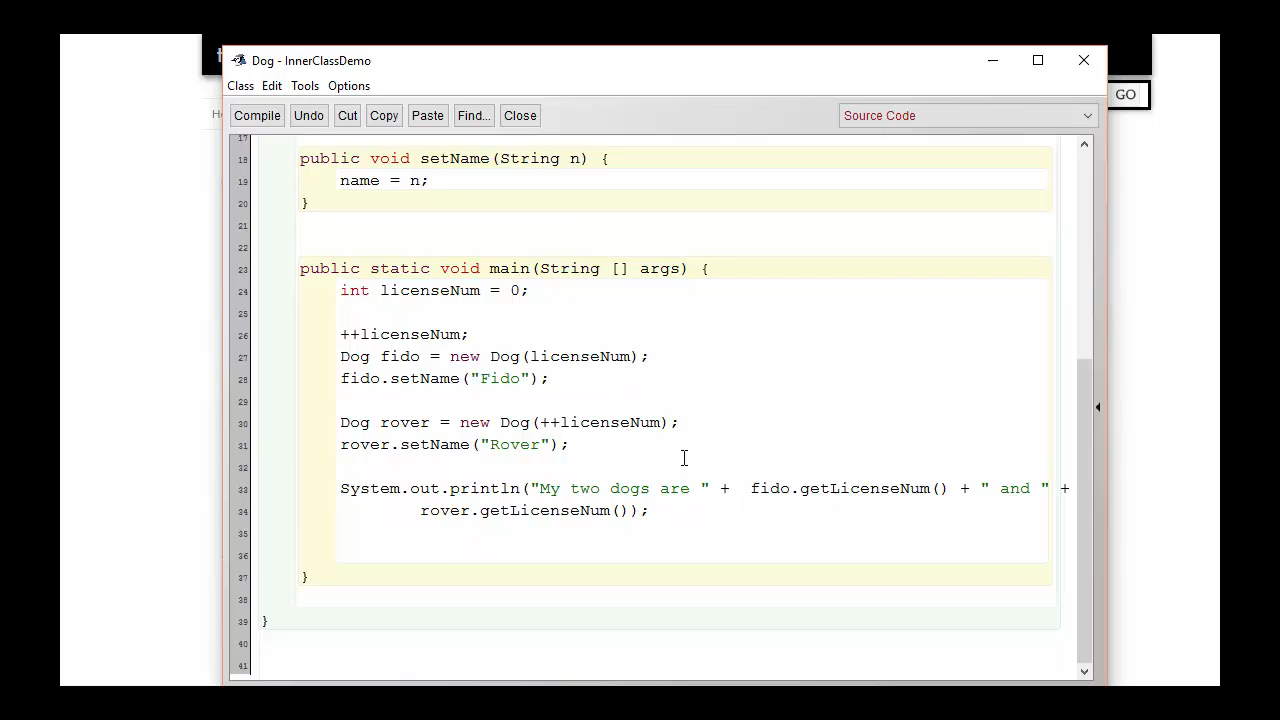 Dog - InnerClassDemo
Class Edit Tools Options
GO
Compile Undo Cut Copy Paste Find... Close Source Code
17
18 public void setName(String n) {
19 name = n;
20 }
21
22
23 public static void main(String [] args) {
24 int licenseNum = 0;
25
26 ++licenseNum;
27 Dog fido = new Dog(licenseNum);
28 fido.setName("Fido");
29
30 Dog rover = new Dog(++licenseNum);
31 rover.setName("Rover");
32
33 System.out.println("My two dogs are " + fido.getLicenseNum() + " and " +
34 rover.getLicenseNum());
35
36
37 }
38
39 }
40
41